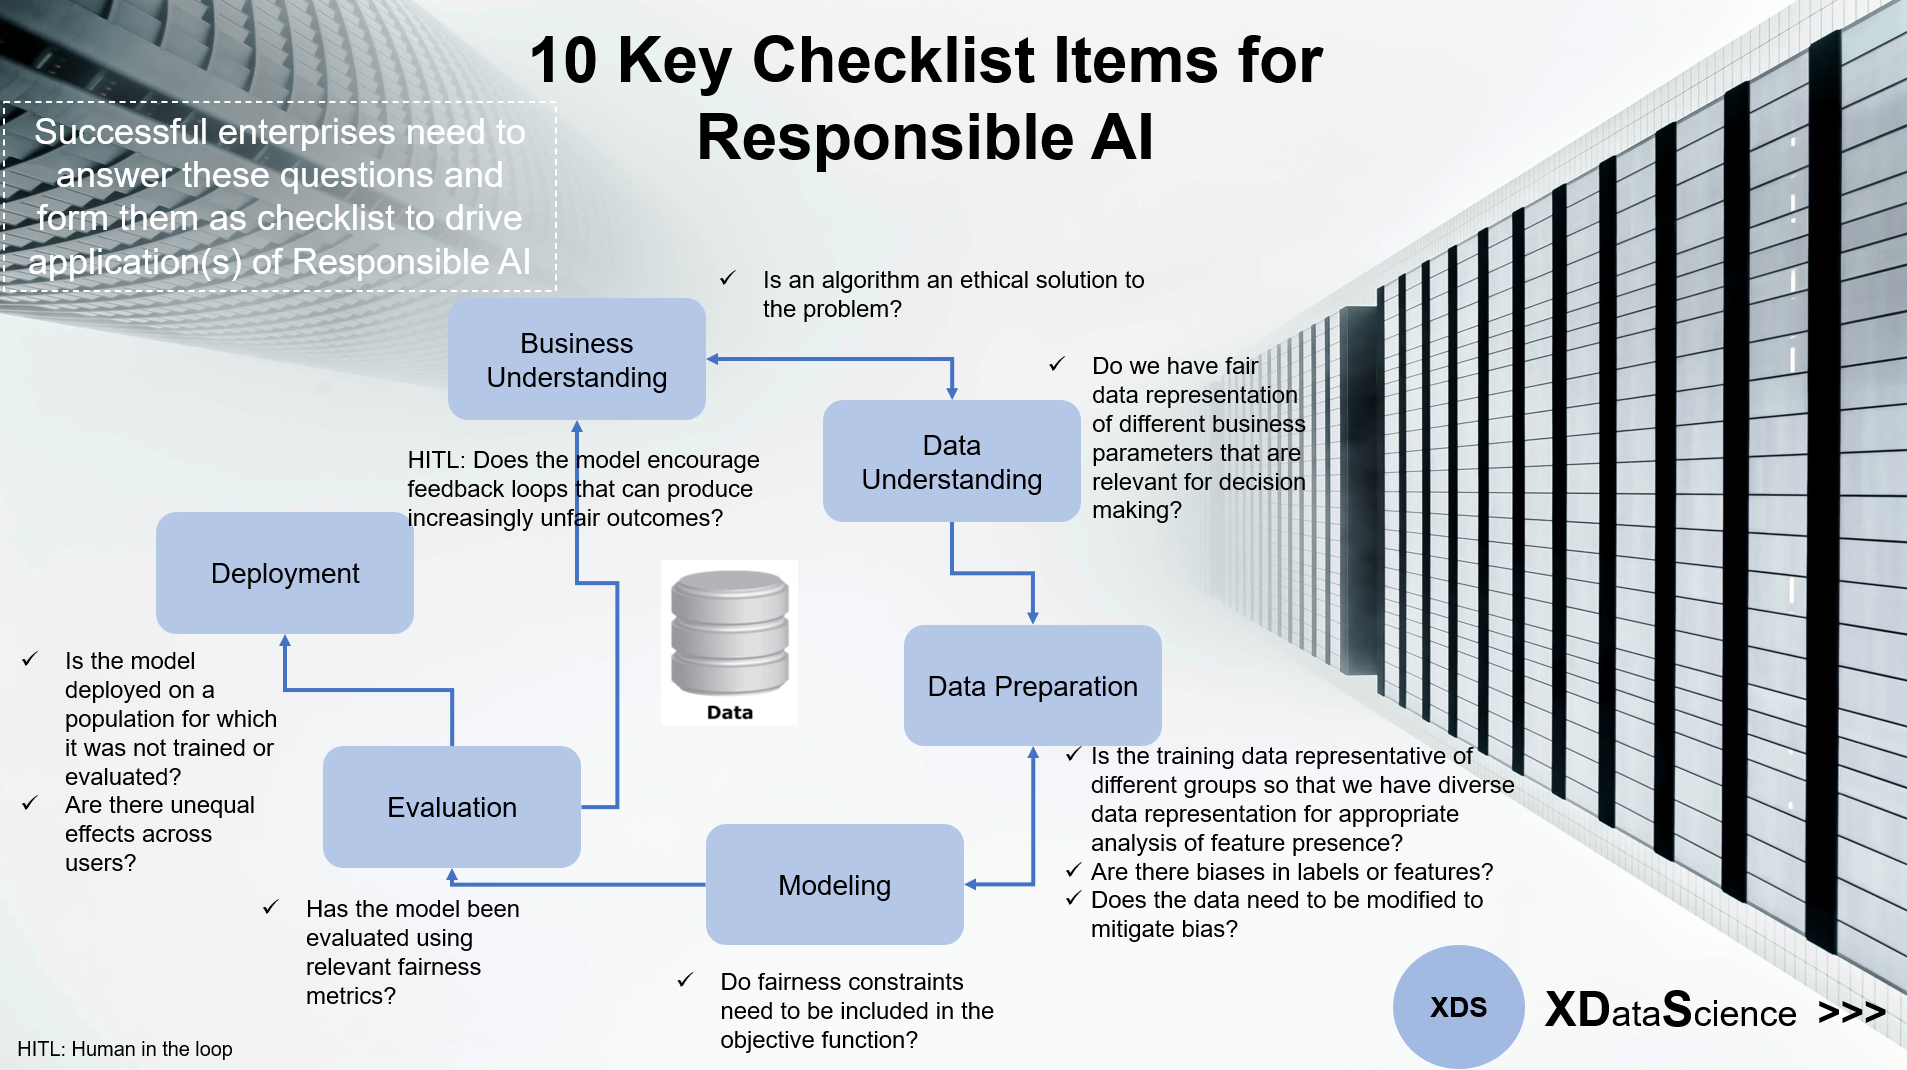 10 Key Checklist Items for
Responsible AI
Successful enterprises need to
answer these questions and
form them as checklist to drive
application(s) of Responsible AI
✓ Is an algorithm an ethical solution to
the problem?
Business
Understanding
✓ Do we have fair
data representation
of different business
parameters that are
relevant for decision
making?
Data
Understanding
HITL: Does the model encourage
feedback loops that can produce
increasingly unfair outcomes?
Deployment
Data
Data Preparation
✓ Is the model
deployed on a
population for which
it was not trained or
evaluated?
✓ Are there unequal
effects across
users?
Evaluation
✓ Is the training data representative of
different groups so that we have diverse
data representation for appropriate
analysis of feature presence?
✓ Are there biases in labels or features?
✓ Does the data need to be modified to
mitigate bias?
Modeling
✓ Has the model been
evaluated using
relevant fairness
metrics?
✓ Do fairness constraints
need to be included in the
objective function?
XDS
XDataScience >>>
HITL: Human in the loop